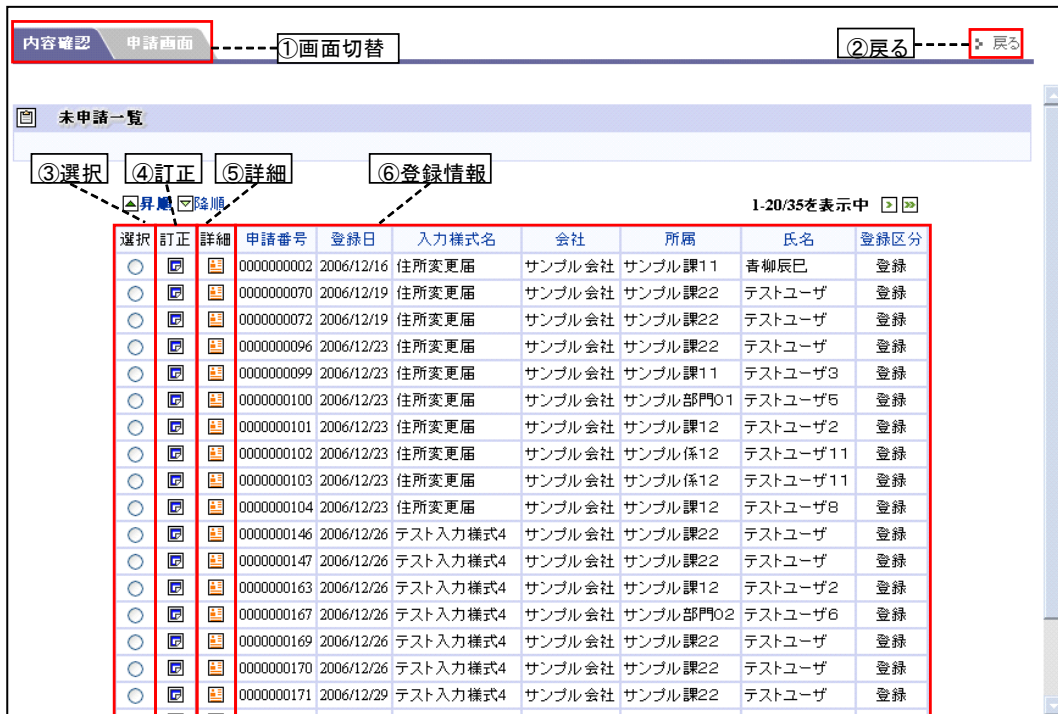 内容確認 申請画面 ①画面切替 ②戻る 戻る
未申請一覧
③選択 ④訂正 ⑤詳細 ⑥登録情報
昇順 降順 1-20/35を表示中
選択 訂正 詳細 申請番号 登録日 入力様式名 会社 所属 氏名 登録区分
0000000002 2006/12/16 住所変更届 サンプル会社 サンプル課11 青柳辰巳 登録
0000000070 2006/12/19 住所変更届 サンプル会社 サンプル課22 テストユーザ 登録
0000000072 2006/12/19 住所変更届 サンプル会社 サンプル課22 テストユーザ 登録
0000000096 2006/12/23 住所変更届 サンプル会社 サンプル課22 テストユーザ 登録
0000000099 2006/12/23 住所変更届 サンプル会社 サンプル課11 テストユーザ3 登録
0000000100 2006/12/23 住所変更届 サンプル会社 サンプル部門01 テストユーザ5 登録
0000000101 2006/12/23 住所変更届 サンプル会社 サンプル課12 テストユーザ2 登録
0000000102 2006/12/23 住所変更届 サンプル会社 サンプル係12 テストユーザ11 登録
0000000103 2006/12/23 住所変更届 サンプル会社 サンプル係12 テストユーザ11 登録
0000000104 2006/12/23 住所変更届 サンプル会社 サンプル課12 テストユーザ8 登録
0000000146 2006/12/26 テスト入力様式4 サンプル会社 サンプル課22 テストユーザ 登録
0000000147 2006/12/26 テスト入力様式4 サンプル会社 サンプル課22 テストユーザ 登録
0000000163 2006/12/26 テスト入力様式4 サンプル会社 サンプル課12 テストユーザ2 登録
0000000167 2006/12/26 テスト入力様式4 サンプル会社 サンプル部門02 テストユーザ6 登録
0000000169 2006/12/26 テスト入力様式4 サンプル会社 サンプル課22 テストユーザ 登録
0000000170 2006/12/26 テスト入力様式4 サンプル会社 サンプル課22 テストユーザ 登録
0000000171 2006/12/29 テスト入力様式4 サンプル会社 サンプル課22 テストユーザ 登録